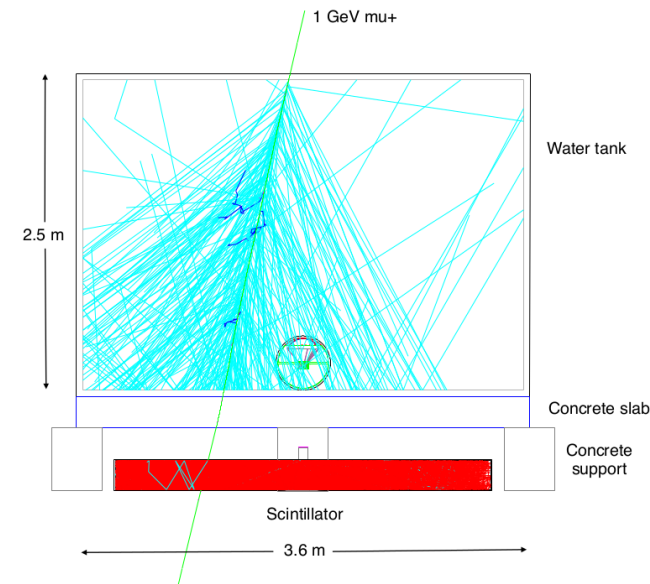 1 GeV mu+
Water tank
2.5 m
Concrete slab
Concrete
support
Scintillator
3.6 m